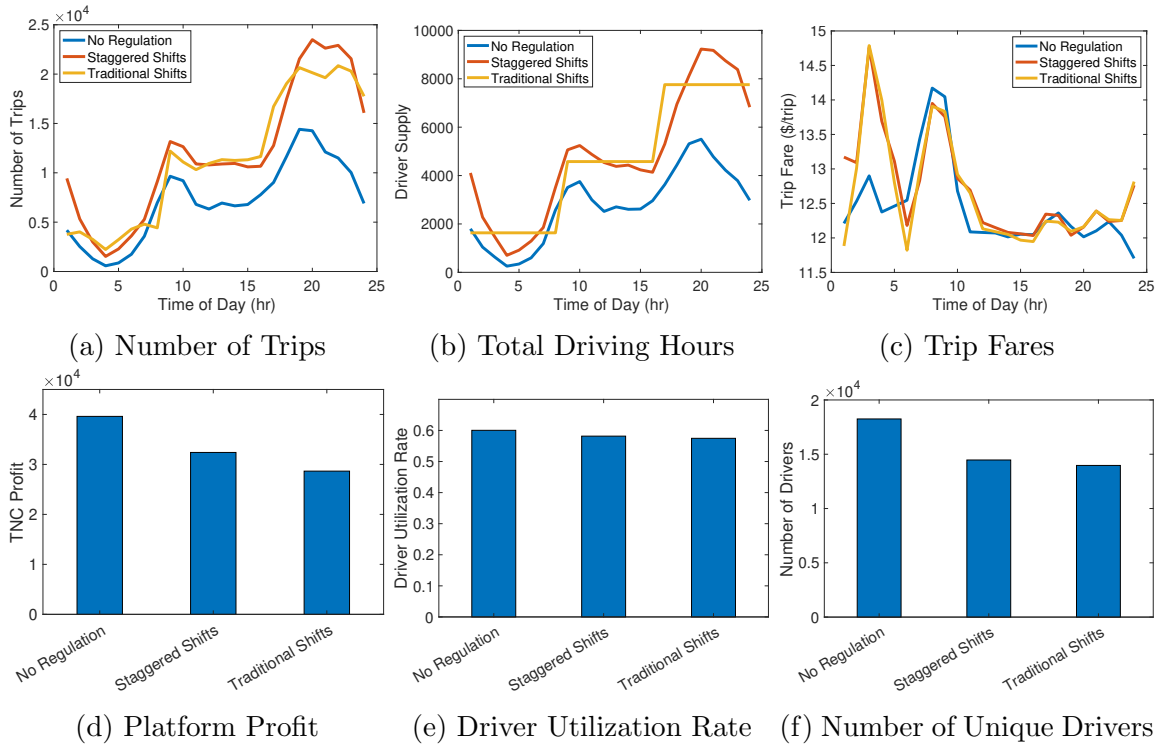 ×10⁴
2.5
2
1.5
1
0.5
0
Number of Trips
No Regulation
Staggered Shifts
Traditional Shifts
0 5 10 15 20 25
Time of Day (hr)
(a) Number of Trips
10000
8000
6000
4000
2000
0
Driver Supply
No Regulation
Staggered Shifts
Traditional Shifts
0 5 10 15 20 25
Time of Day (hr)
(b) Total Driving Hours
15
14.5
14
13.5
13
12.5
12
11.5
Trip Fare ($/trip)
No Regulation
Staggered Shifts
Traditional Shifts
0 5 10 15 20 25
Time of Day (hr)
(c) Trip Fares
×10⁴
4
3
2
1
0
TNC Profit
No Regulation
Staggered Shifts
Traditional Shifts
(d) Platform Profit
0.6
0.5
0.4
0.3
0.2
0.1
0
Driver Utilization Rate
No Regulation
Staggered Shifts
Traditional Shifts
(e) Driver Utilization Rate
×10⁴
2
1.5
1
0.5
0
Number of Drivers
No Regulation
Staggered Shifts
Traditional Shifts
(f) Number of Unique Drivers